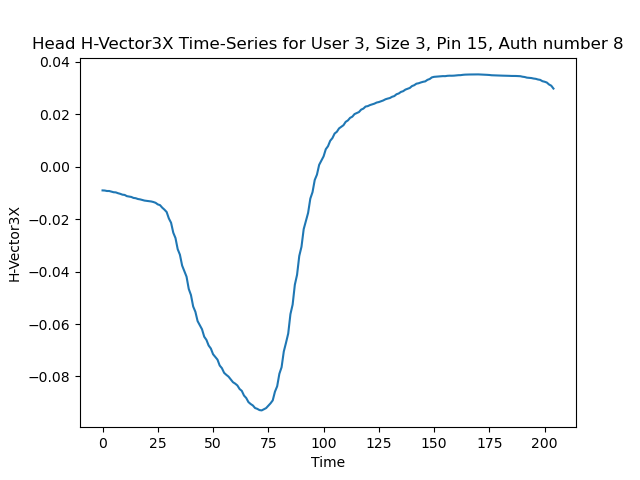 Head H-Vector3X Time-Series for User 3, Size 3, Pin 15, Auth number 8
0.04
0.02
0.00
−0.02
−0.04
−0.06
−0.08
H-Vector3X
0 25 50 75 100 125 150 175 200
Time